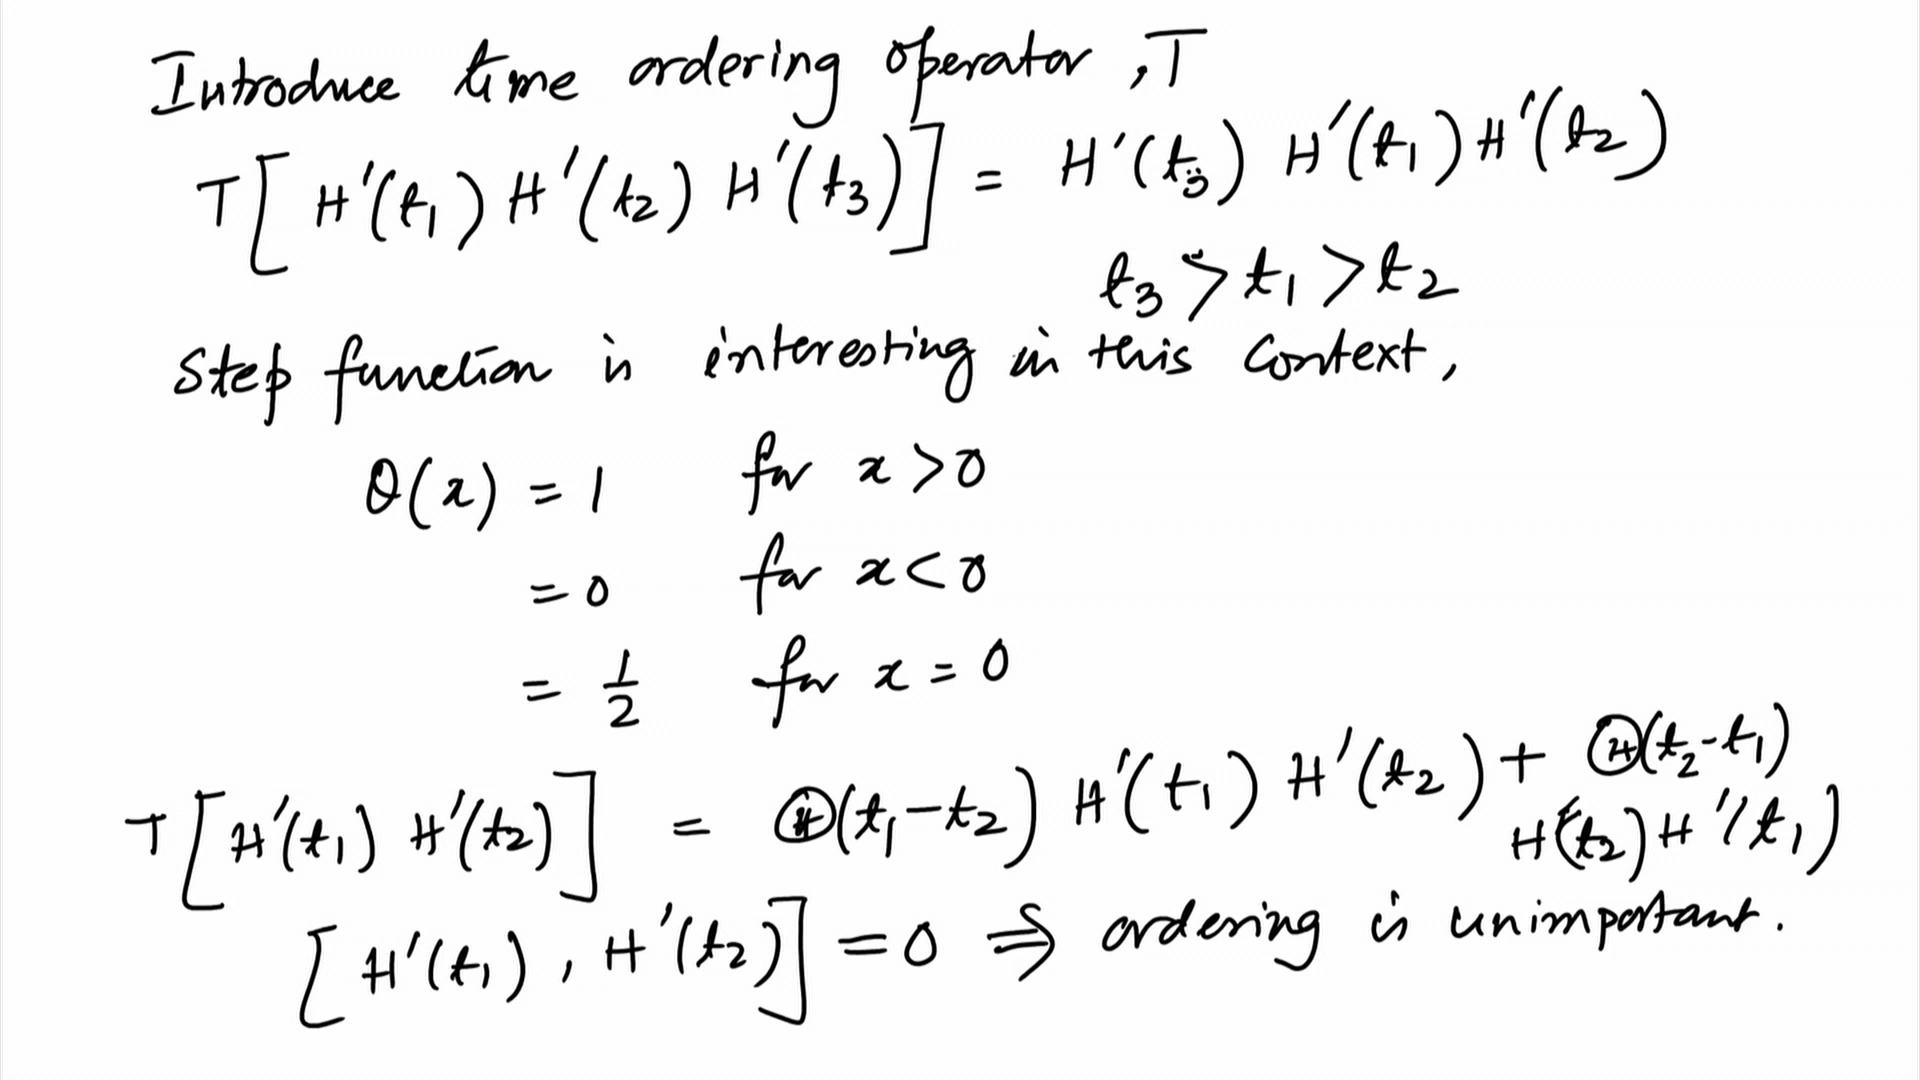 Introduce time ordering operator, T
T[H'(t₁) H'(t₂) H'(t₃)] = H'(t₃) H'(t₁) H'(t₂)
t₃ > t₁ > t₂
Step function is interesting in this context,
θ(x) = 1 for x > 0
= 0 for x < 0
= 1/2 for x = 0
T[H'(t₁) H'(t₂)] = Ⓗ(t₁-t₂) H'(t₁) H'(t₂) + Ⓗ(t₂-t₁)
H'(t₂) H'(t₁)
[H'(t₁), H'(t₂)] = 0 ⇒ ordering is unimportant.